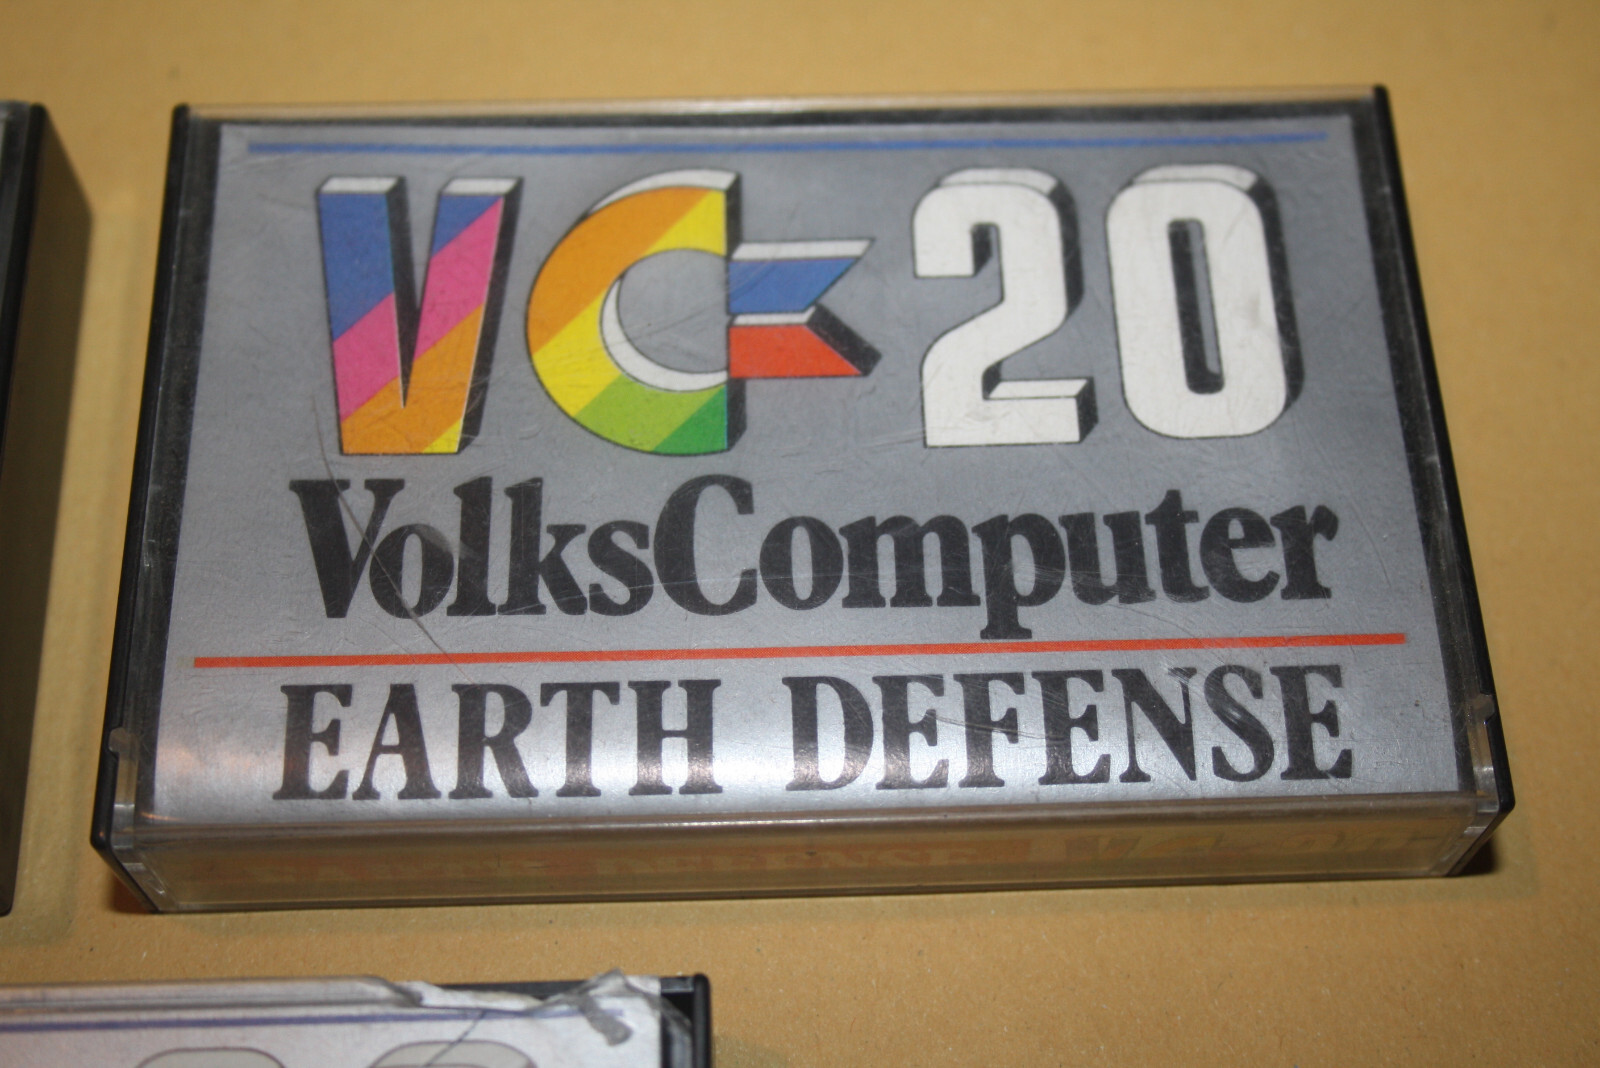 VC-20
VolksComputer
EARTH DEFENSE